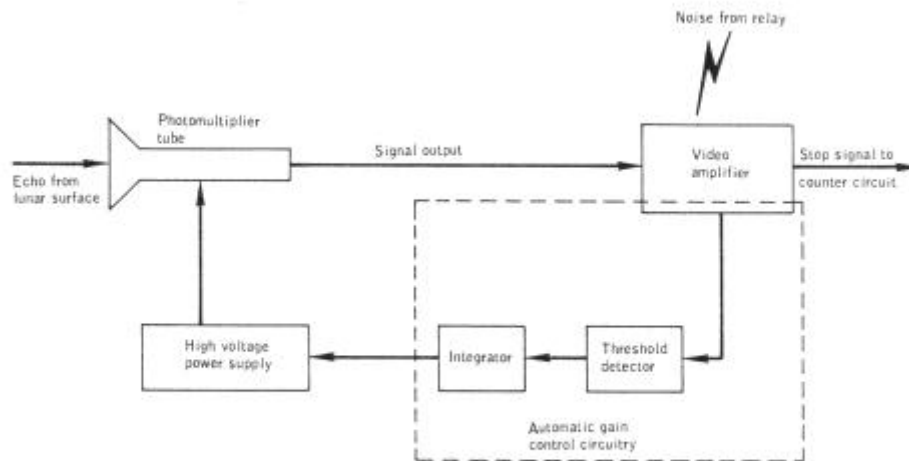 Noise from relay
Photomultiplier
tube
Signal output
Video
amplifier
Stop signal to
counter circuit
Echo from
lunar surface
High voltage
power supply
Integrator
Threshold
detector
Automatic gain
control circuitry